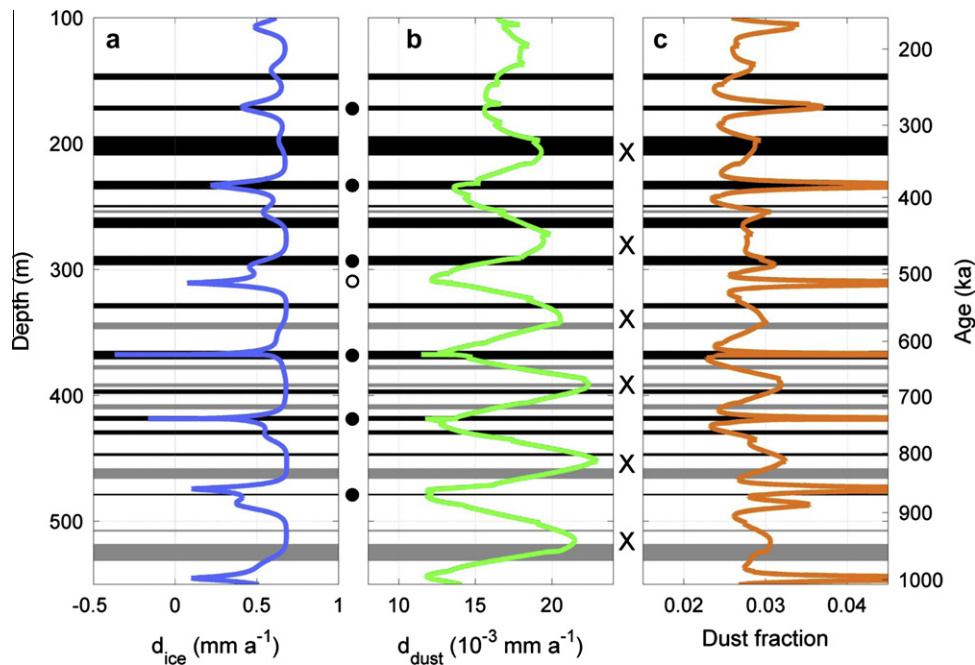 a
b
c
100
200
300
400
500
Depth (m)
-0.5
0
0.5
1
d_ice (mm a⁻¹)
X
X
X
X
X
X
10
15
20
d_dust (10⁻³ mm a⁻¹)
0.02
0.03
0.04
Dust fraction
200
300
400
500
600
700
800
900
1000
Age (ka)